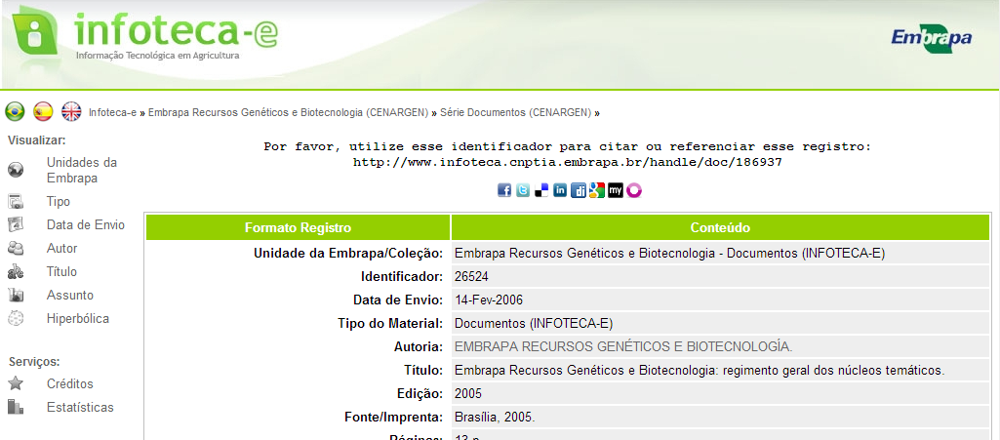 infoteca-e
Informação Tecnológica em Agricultura
Embrapa
Infoteca-e » Embrapa Recursos Genéticos e Biotecnologia (CENARGEN) » Série Documentos (CENARGEN) »
Visualizar:
Unidades da
Embrapa
Tipo
Data de Envio
Autor
Título
Assunto
Hiperbólica
Serviços:
Créditos
Estatísticas
Por favor, utilize esse identificador para citar ou referenciar esse registro:
http://www.infoteca.cnptia.embrapa.br/handle/doc/186937
my
Formato Registro Conteúdo
Unidade da Embrapa/Coleção: Embrapa Recursos Genéticos e Biotecnologia - Documentos (INFOTECA-E)
Identificador: 26524
Data de Envio: 14-Fev-2006
Tipo do Material: Documentos (INFOTECA-E)
Autoria: EMBRAPA RECURSOS GENÉTICOS E BIOTECNOLOGÍA.
Título: Embrapa Recursos Genéticos e Biotecnologia: regimento geral dos núcleos temáticos.
Edição: 2005
Fonte/Imprenta: Brasília, 2005.
Páginas: 13 p.